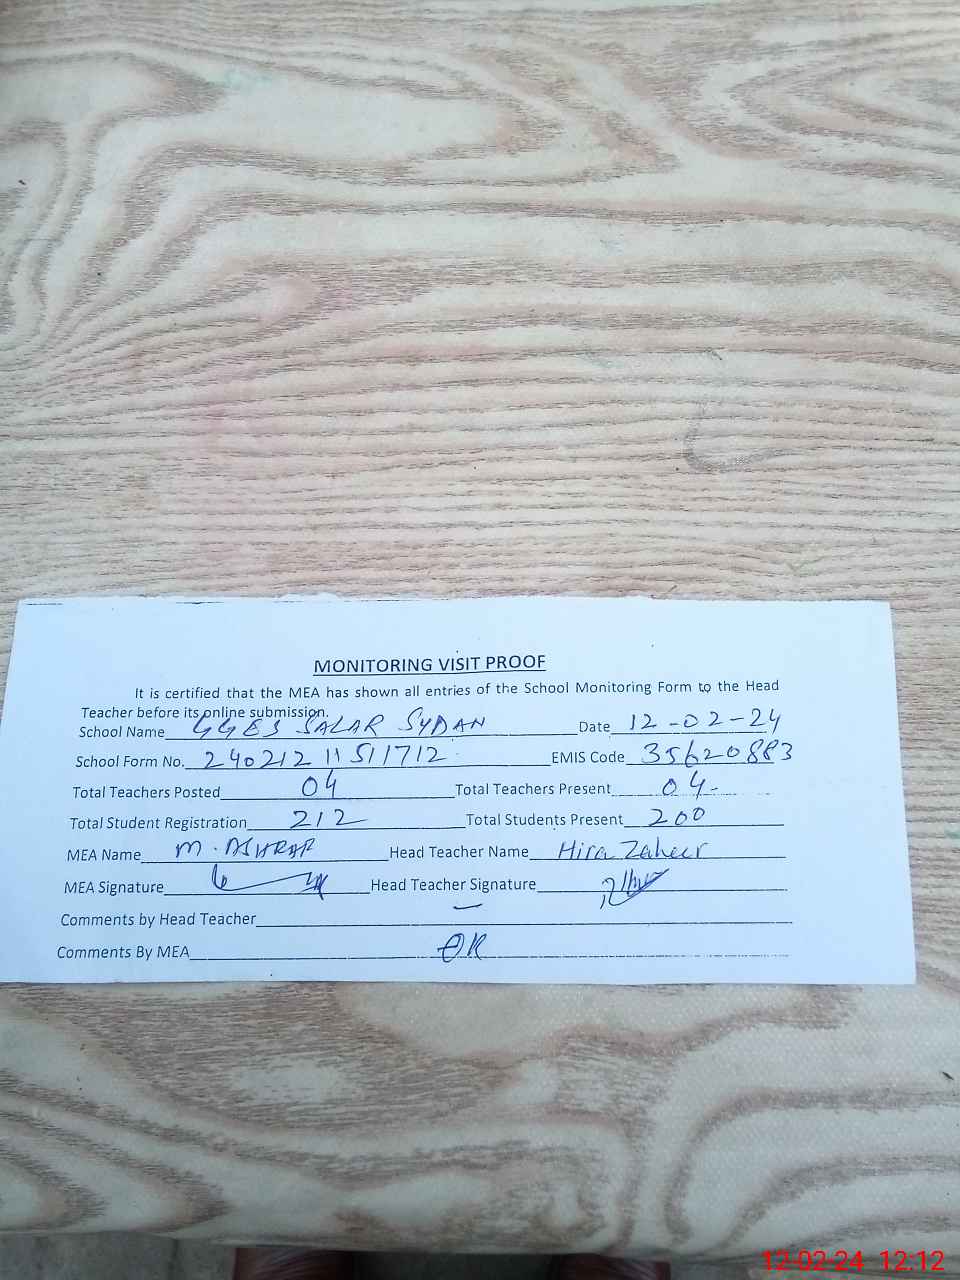 MONITORING VISIT PROOF
It is certified that the MEA has shown all entries of the School Monitoring Form to the Head
Teacher before its online submission.
School Name GGES SALAR SYDAN Date 12-02-24
School Form No. 240212 11511712 EMIS Code 35620883
Total Teachers Posted 04 Total Teachers Present 04
Total Student Registration 212 Total Students Present 200
MEA Name M. ASHRAF Head Teacher Name Hira Zaheer
MEA Signature Head Teacher Signature
Comments by Head Teacher —
Comments By MEA OK
12-02-24 12:12